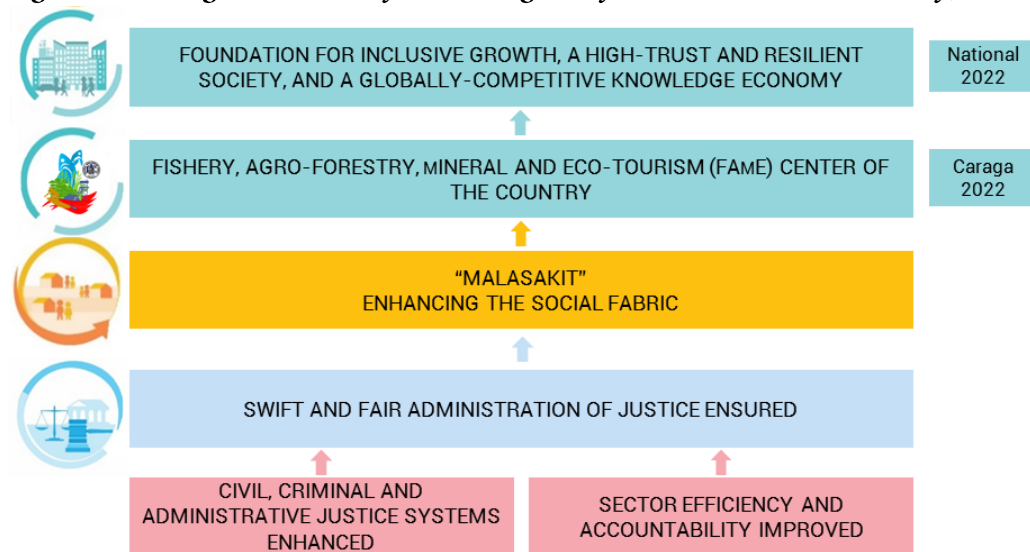 FOUNDATION FOR INCLUSIVE GROWTH, A HIGH-TRUST AND RESILIENT
SOCIETY, AND A GLOBALLY-COMPETITIVE KNOWLEDGE ECONOMY
National
2022
FISHERY, AGRO-FORESTRY, MINERAL AND ECO-TOURISM (FAME) CENTER OF
THE COUNTRY
Caraga
2022
“MALASAKIT”
ENHANCING THE SOCIAL FABRIC
SWIFT AND FAIR ADMINISTRATION OF JUSTICE ENSURED
CIVIL, CRIMINAL AND
ADMINISTRATIVE JUSTICE SYSTEMS
ENHANCED
SECTOR EFFICIENCY AND
ACCOUNTABILITY IMPROVED